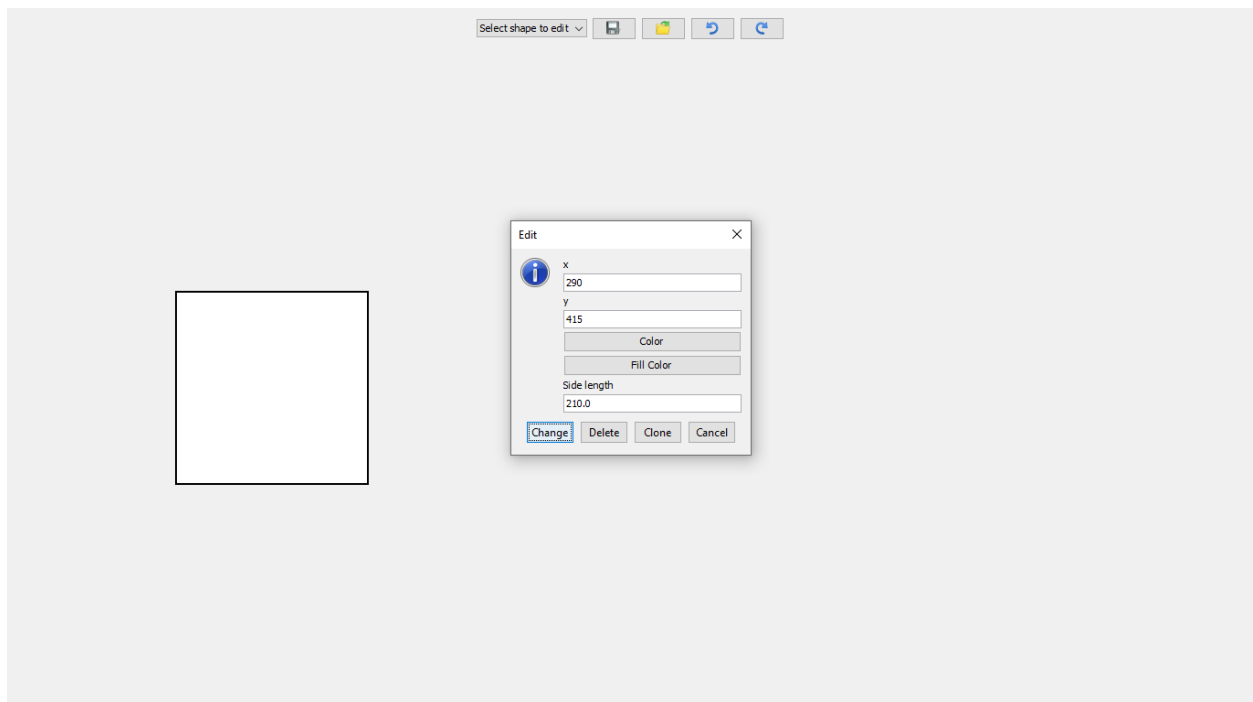 Select shape to edit
Edit
x
290
y
415
Color
Fill Color
Side length
210.0
Change Delete Clone Cancel